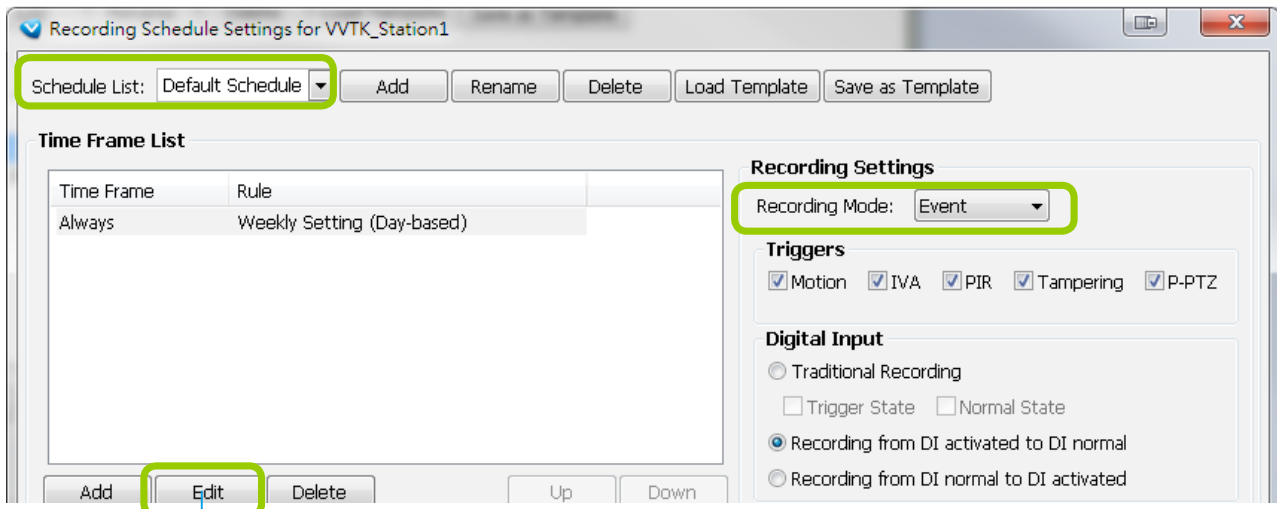 Recording Schedule Settings for VVTK_Station1
Schedule List: Default Schedule Add Rename Delete Load Template Save as Template
Time Frame List
Time Frame Rule
Always Weekly Setting (Day-based)
Add Edit Delete Up Down
Recording Settings
Recording Mode: Event
Triggers
Motion IVA PIR Tampering P-PTZ
Digital Input
Traditional Recording
Trigger State Normal State
Recording from DI activated to DI normal
Recording from DI normal to DI activated